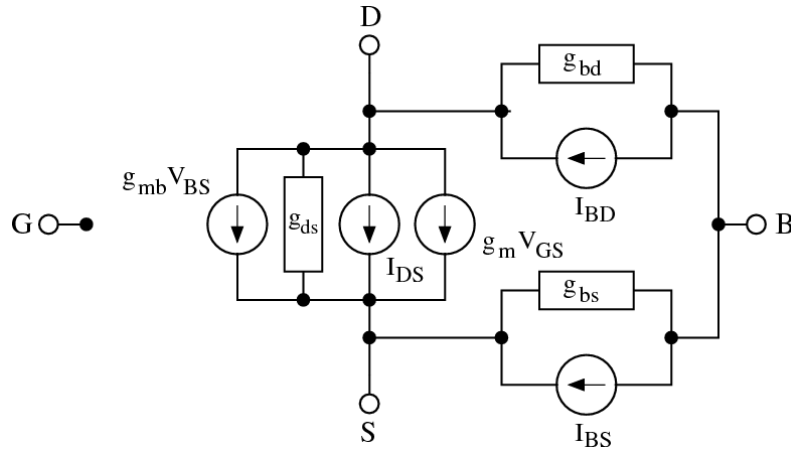 D
g_bd
g_mb V_BS
I_BD
G
g_ds
B
g_m V_GS
I_DS
g_bs
S
I_BS